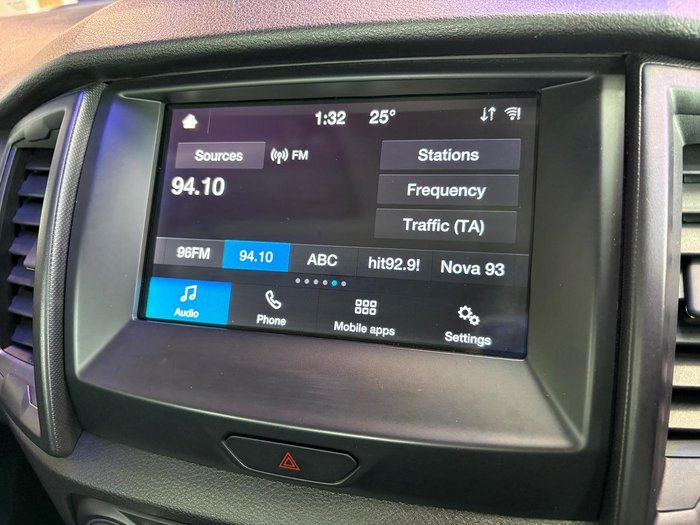 1:32 25°
Sources FM Stations
94.10 Frequency
Traffic (TA)
96FM 94.10 ABC hit92.9! Nova 93
Audio Phone Mobile apps Settings